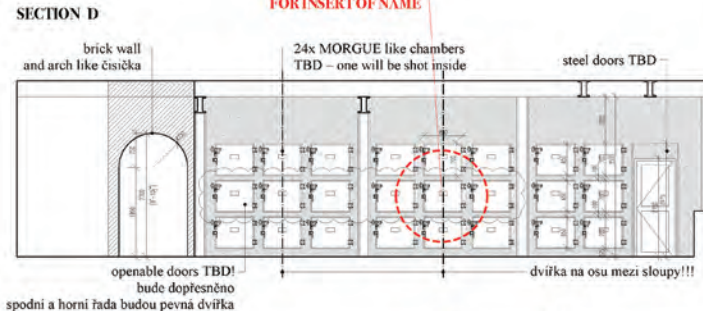 FOR INSERT OF NAME
SECTION D
brick wall
and arch like čisička
24x MORGUE like chambers
TBD – one will be shot inside
steel doors TBD
openable doors TBD!
bude dopřesněno
spodní a horní řada budou pevná dvířka
dvířka na osu mezi sloupy!!!